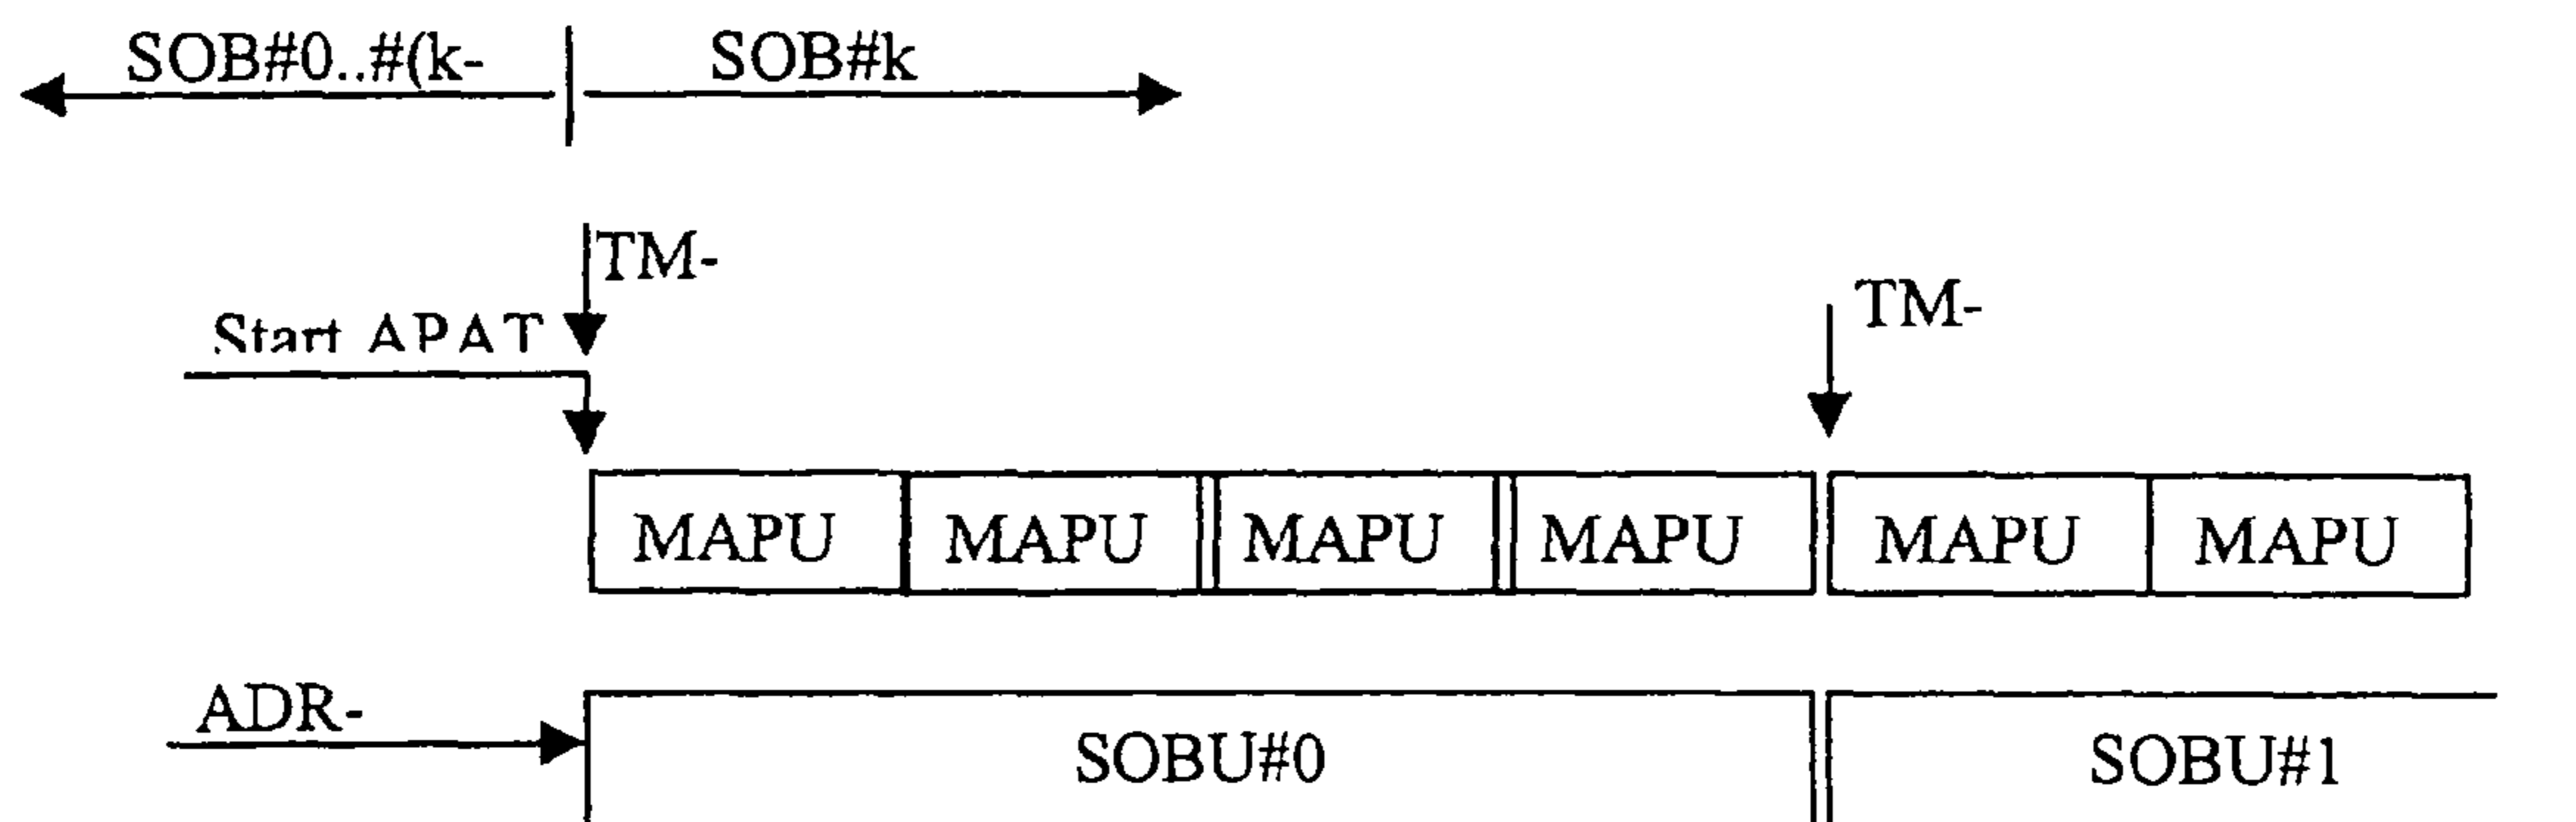 SOB#0..#(k- SOB#k
TM-
TM-
Start APAT
MAPU MAPU MAPU MAPU MAPU MAPU
ADR-
SOBU#0 SOBU#1